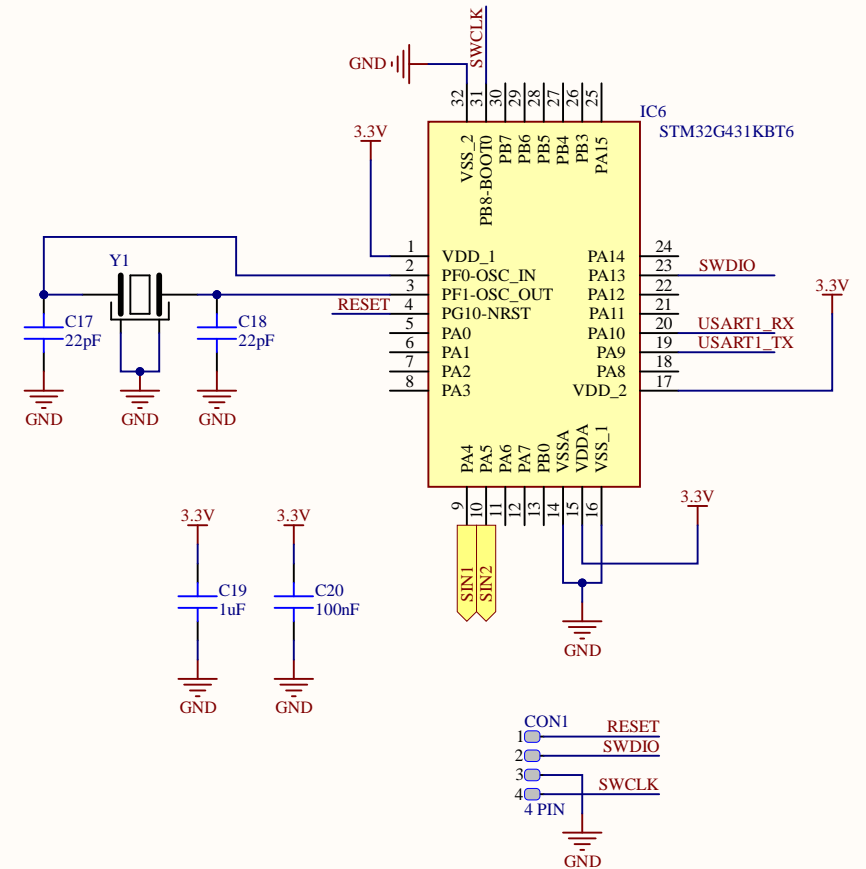 SWCLK
GND
32
31
30
29
28
27
26
25
IC6
STM32G431KBT6
VSS_2
PB8-BOOT0
PB7
PB6
PB5
PB4
PB3
PA15
3.3V
1 VDD_1
2 PF0-OSC_IN
3 PF1-OSC_OUT
RESET 4 PG10-NRST
5 PA0
6 PA1
7 PA2
8 PA3
PA14 24
PA13 23 SWDIO
PA12 22
PA11 21
PA10 20 USART1_RX
PA9 19 USART1_TX
PA8 18
VDD_2 17
3.3V
Y1
C17
22pF
C18
22pF
GND
GND
GND
PA4
PA5
PA6
PA7
PB0
VSSA
VDDA
VSS_1
9
10
11
12
13
14
15
16
SIN1
SIN2
3.3V
GND
3.3V
3.3V
C19
1uF
C20
100nF
GND
GND
CON1
1 RESET
2 SWDIO
3
4 SWCLK
4 PIN
GND